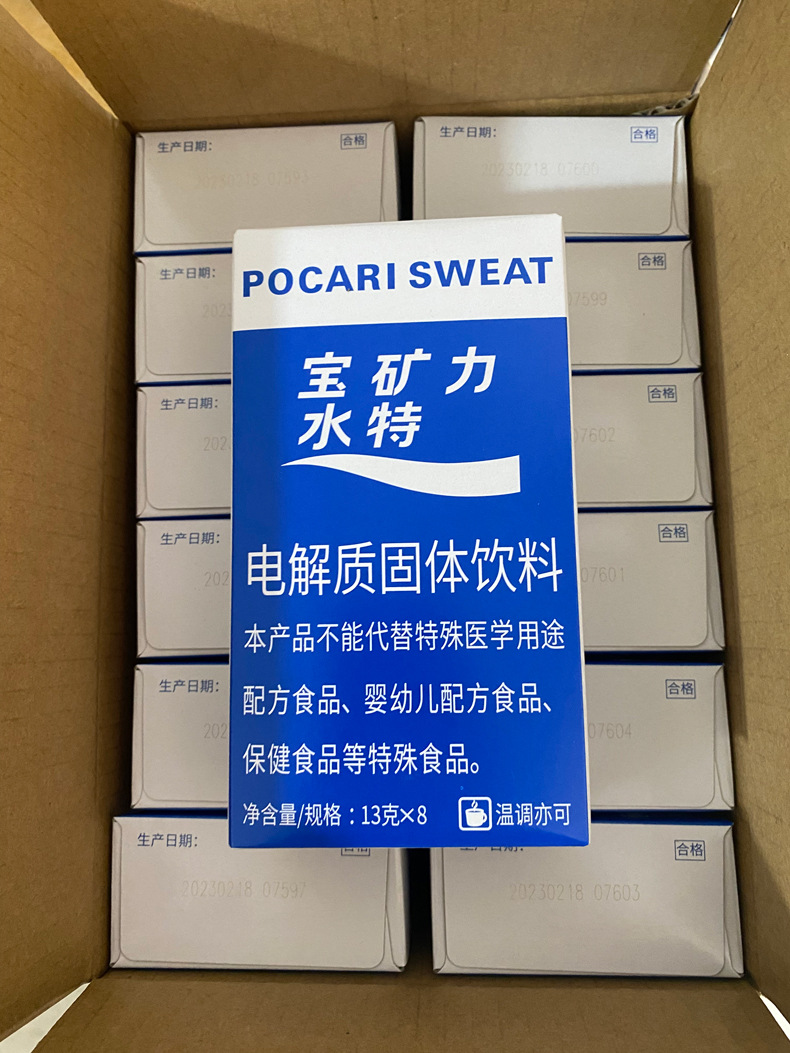 生产日期： 合格
生产日期： 合格
20230218 07600
生产日期： 合格
07599
生产日期： 合格
07602
生产日期： 合格
07601
生产日期： 合格
07604
生产日期： 合格
20230218 07597
20230218 07603
POCARI SWEAT
宝矿力
水特
电解质固体饮料
本产品不能代替特殊医学用途
配方食品、婴幼儿配方食品、
保健食品等特殊食品。
净含量/规格：13克×8 温调亦可